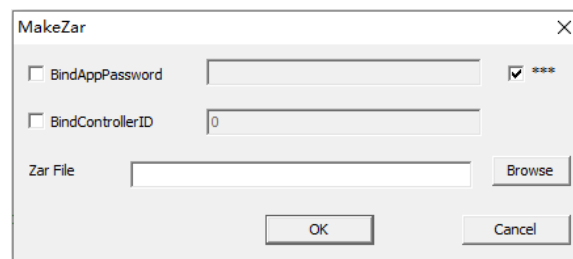 MakeZar
BindAppPassword ***
BindControllerID 0
Zar File Browse
OK Cancel